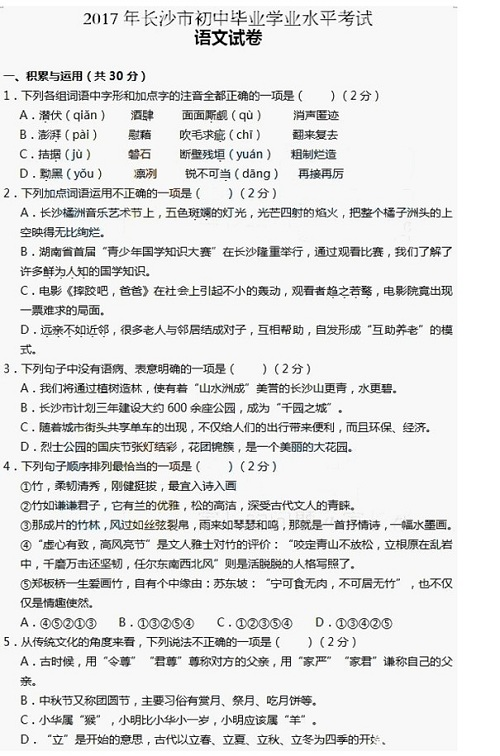 2017 年长沙市初中毕业学业水平考试
语文试卷
一、积累与运用（共 30 分）
1．下列各组词语中字形和加点字的注音全都正确的一项是（　　）（2 分）
A．潜伏（qiǎn）　酒肆　面面厮觑（qù）　消声匿迹
B．澎湃（pài）　慰藉　吹毛求疵（chī）　翻来复去
C．拮据（jù）　磐石　断壁残垣（yuán）　粗制烂造
D．黝黑（yǒu）　凛冽　锐不可当（dāng）　再接再厉
2．下列加点词语运用不正确的一项是（　　）（2 分）
A．长沙橘洲音乐艺术节上，五色斑斓的灯光，光芒四射的焰火，把整个橘子洲头的上
空映得无比绚烂。
B．湖南省首届“青少年国学知识大赛”在长沙隆重举行，通过观看比赛，我们了解了
许多鲜为人知的国学知识。
C．电影《摔跤吧，爸爸》在社会上引起不小的轰动，观看者趋之若鹜，电影院竟出现
一票难求的局面。
D．远亲不如近邻，很多老人与邻居结成对子，互相帮助，自发形成“互助养老”的模
式。
3．下列句子中没有语病、表意明确的一项是（　　）（2 分）
A．我们将通过植树造林，使有着“山水洲成”美誉的长沙山更青，水更碧。
B．长沙市计划三年建设大约 600 余座公园，成为“千园之城”。
C．随着城市街头共享单车的出现，不仅给人们的出行带来便利，而且环保、经济。
D．烈士公园的国庆节张灯结彩，花团锦簇，是一个美丽的大花园。
4．下列句子顺序排列最恰当的一项是（　　）（2 分）
①竹，柔韧清秀，刚健挺拔，最宜入诗入画
②竹如谦谦君子，它有兰的优雅，松的高洁，深受古代文人的青睐。
③那成片的竹林，风过如丝弦裂帛，雨来如琴瑟和鸣，那就是一首抒情诗，一幅水墨画。
④“虚心有致，高风亮节”是文人雅士对竹的评价：“咬定青山不放松，立根原在乱岩
中，千磨万击还坚韧，任尔东南西北风”则是活脱脱的人格写照了。
⑤郑板桥一生爱画竹，自有个中缘由：苏东坡：“宁可食无肉，不可居无竹”，也不仅
仅是情趣使然。
A．④⑤②①③　B．①③②⑤④　C．①②③⑤④　D．①③④②⑤
5．从传统文化的角度来看，下列说法不正确的一项是（　　）（2 分）
A．古时候，用“令尊”“君尊”尊称对方的父亲，用“家严”“家君”谦称自己的父
亲。
B．中秋节又称团圆节，主要习俗有赏月、祭月、吃月饼等。
C．小华属“猴”，小明比小华小一岁，小明应该属“羊”。
D．“立”是开始的意思，古代以立春、立夏、立秋、立冬为四季的开始。